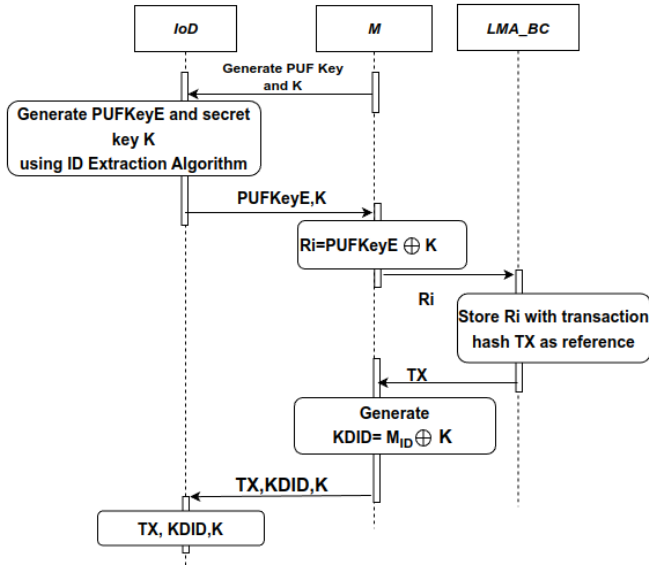 IoD
M
LMA_BC
Generate PUF Key
and K
Generate PUFKeyE and secret
key K
using ID Extraction Algorithm
PUFKeyE,K
Ri=PUFKeyE ⊕ K
Ri
Store Ri with transaction
hash TX as reference
TX
Generate
KDID= M_ID ⊕ K
TX,KDID,K
TX, KDID,K